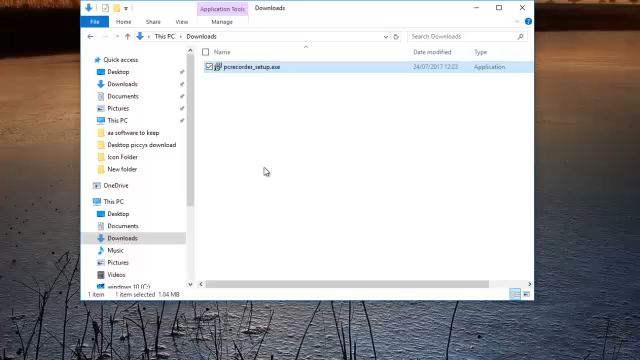 Application Tools
Downloads
File
Home
Share
View
Manage
This PC
Downloads
Search Downloads
Name
Date modified
Type
pcrecorder_setup.exe
24/07/2017 12:23
Application
Quick access
Desktop
Downloads
Documents
Pictures
This PC
aa software to keep
Desktop piccys download
Icon Folder
New folder
OneDrive
This PC
Desktop
Documents
Downloads
Music
Pictures
Videos
windows 10 (C:)
1 item
1 item selected 1.04 MB